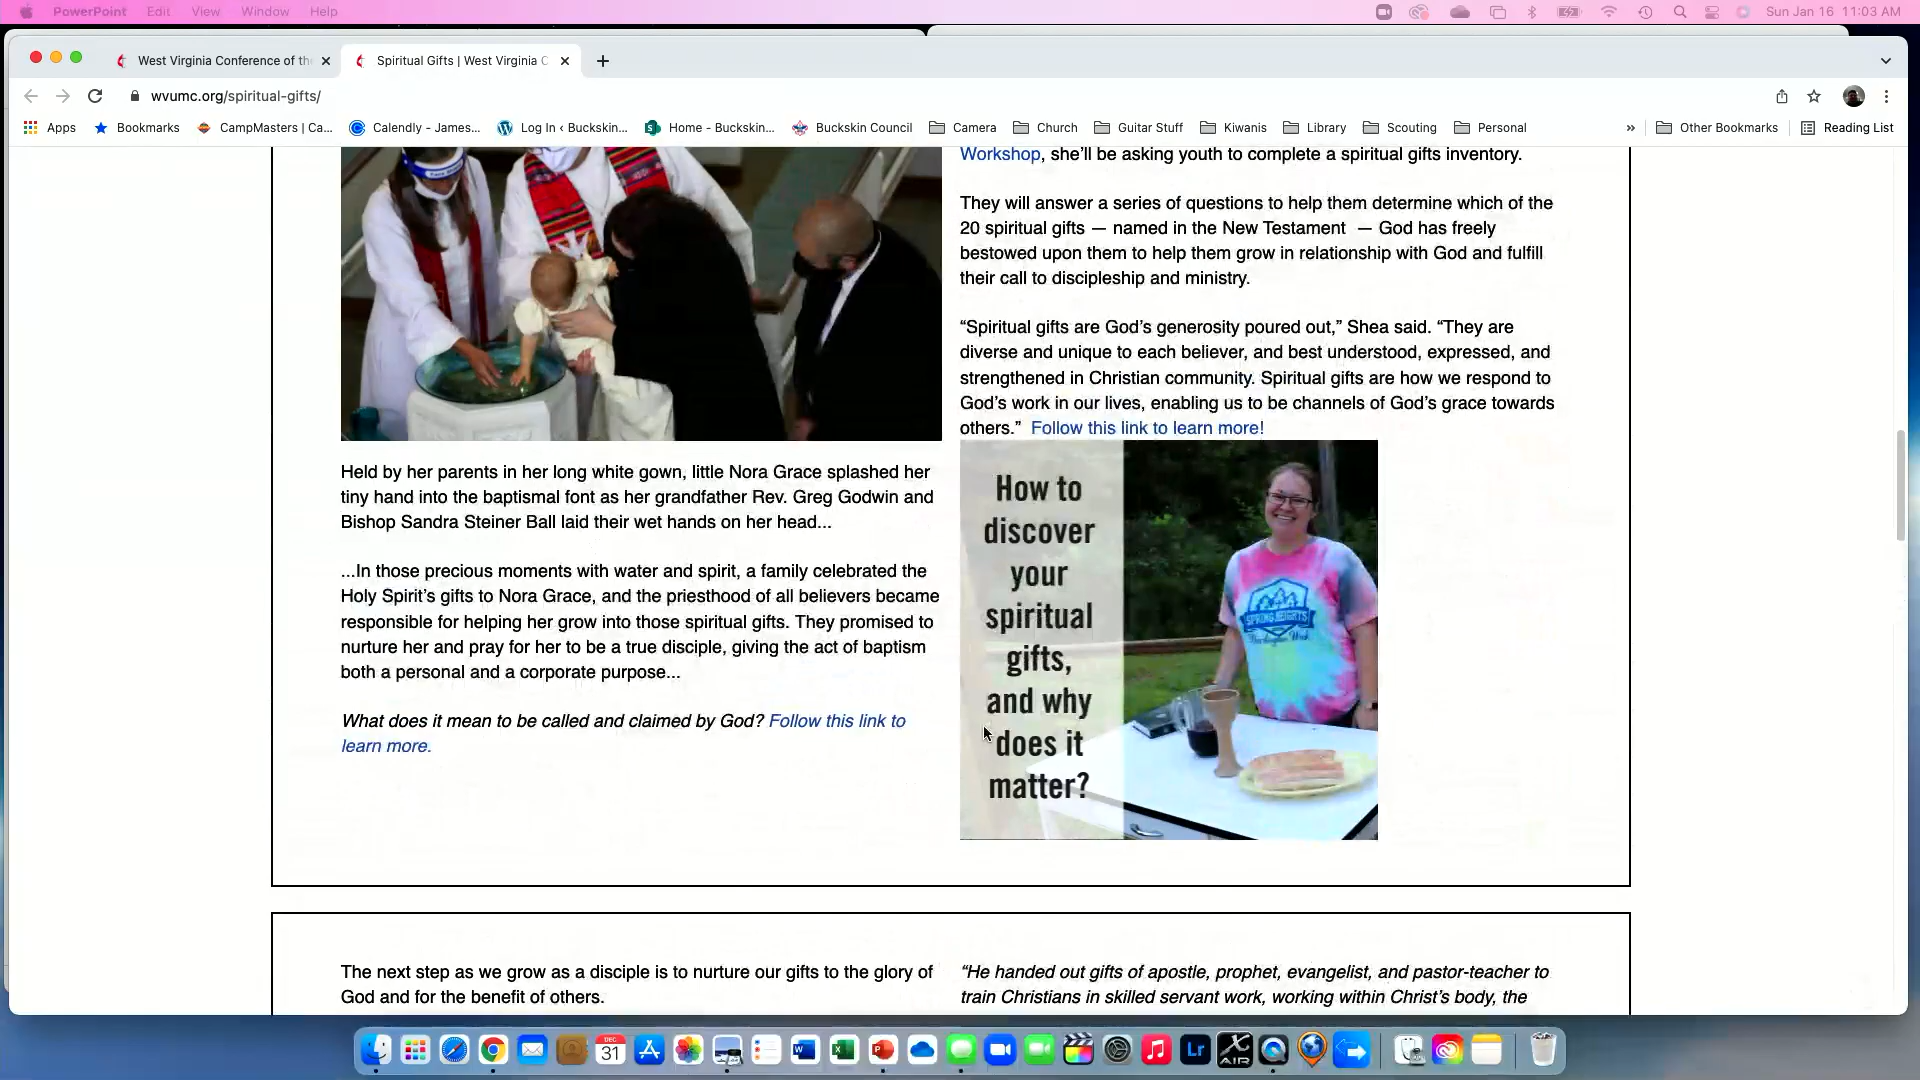 PowerPoint Edit View Window Help Sun Jan 16 11:03 AM
West Virginia Conference of th
Spiritual Gifts | West Virginia C
wvumc.org/spiritual-gifts/
Apps Bookmarks CampMasters | Ca... Calendly - James... Log In ‹ Buckskin... Home - Buckskin... Buckskin Council Camera Church Guitar Stuff Kiwanis Library Scouting Personal » Other Bookmarks Reading List
Held by her parents in her long white gown, little Nora Grace splashed her
tiny hand into the baptismal font as her grandfather Rev. Greg Godwin and
Bishop Sandra Steiner Ball laid their wet hands on her head...
...In those precious moments with water and spirit, a family celebrated the
Holy Spirit's gifts to Nora Grace, and the priesthood of all believers became
responsible for helping her grow into those spiritual gifts. They promised to
nurture her and pray for her to be a true disciple, giving the act of baptism
both a personal and a corporate purpose...
What does it mean to be called and claimed by God? Follow this link to
learn more.
Workshop, she'll be asking youth to complete a spiritual gifts inventory.
They will answer a series of questions to help them determine which of the
20 spiritual gifts — named in the New Testament — God has freely
bestowed upon them to help them grow in relationship with God and fulfill
their call to discipleship and ministry.
“Spiritual gifts are God’s generosity poured out,” Shea said. “They are
diverse and unique to each believer, and best understood, expressed, and
strengthened in Christian community. Spiritual gifts are how we respond to
God’s work in our lives, enabling us to be channels of God’s grace towards
others.” Follow this link to learn more!
How to
discover
your
spiritual
gifts,
and why
does it
matter?
SPRING HEIGHTS
The next step as we grow as a disciple is to nurture our gifts to the glory of
God and for the benefit of others.
“He handed out gifts of apostle, prophet, evangelist, and pastor-teacher to
train Christians in skilled servant work, working within Christ’s body, the
DEC
31
Lr
X
AIR